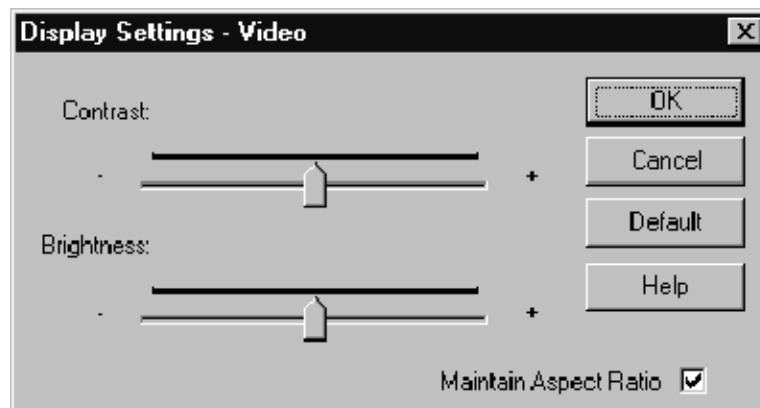 Display Settings - Video
Contrast:
- +
Brightness:
- +
OK
Cancel
Default
Help
Maintain Aspect Ratio